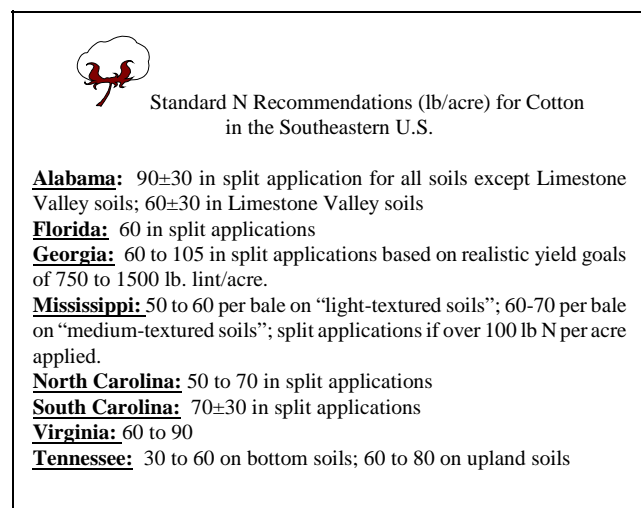 Standard N Recommendations (lb/acre) for Cotton
in the Southeastern U.S.
Alabama: 90±30 in split application for all soils except Limestone
Valley soils; 60±30 in Limestone Valley soils
Florida: 60 in split applications
Georgia: 60 to 105 in split applications based on realistic yield goals
of 750 to 1500 lb. lint/acre.
Mississippi: 50 to 60 per bale on “light-textured soils”; 60-70 per bale
on “medium-textured soils”; split applications if over 100 lb N per acre
applied.
North Carolina: 50 to 70 in split applications
South Carolina: 70±30 in split applications
Virginia: 60 to 90
Tennessee: 30 to 60 on bottom soils; 60 to 80 on upland soils